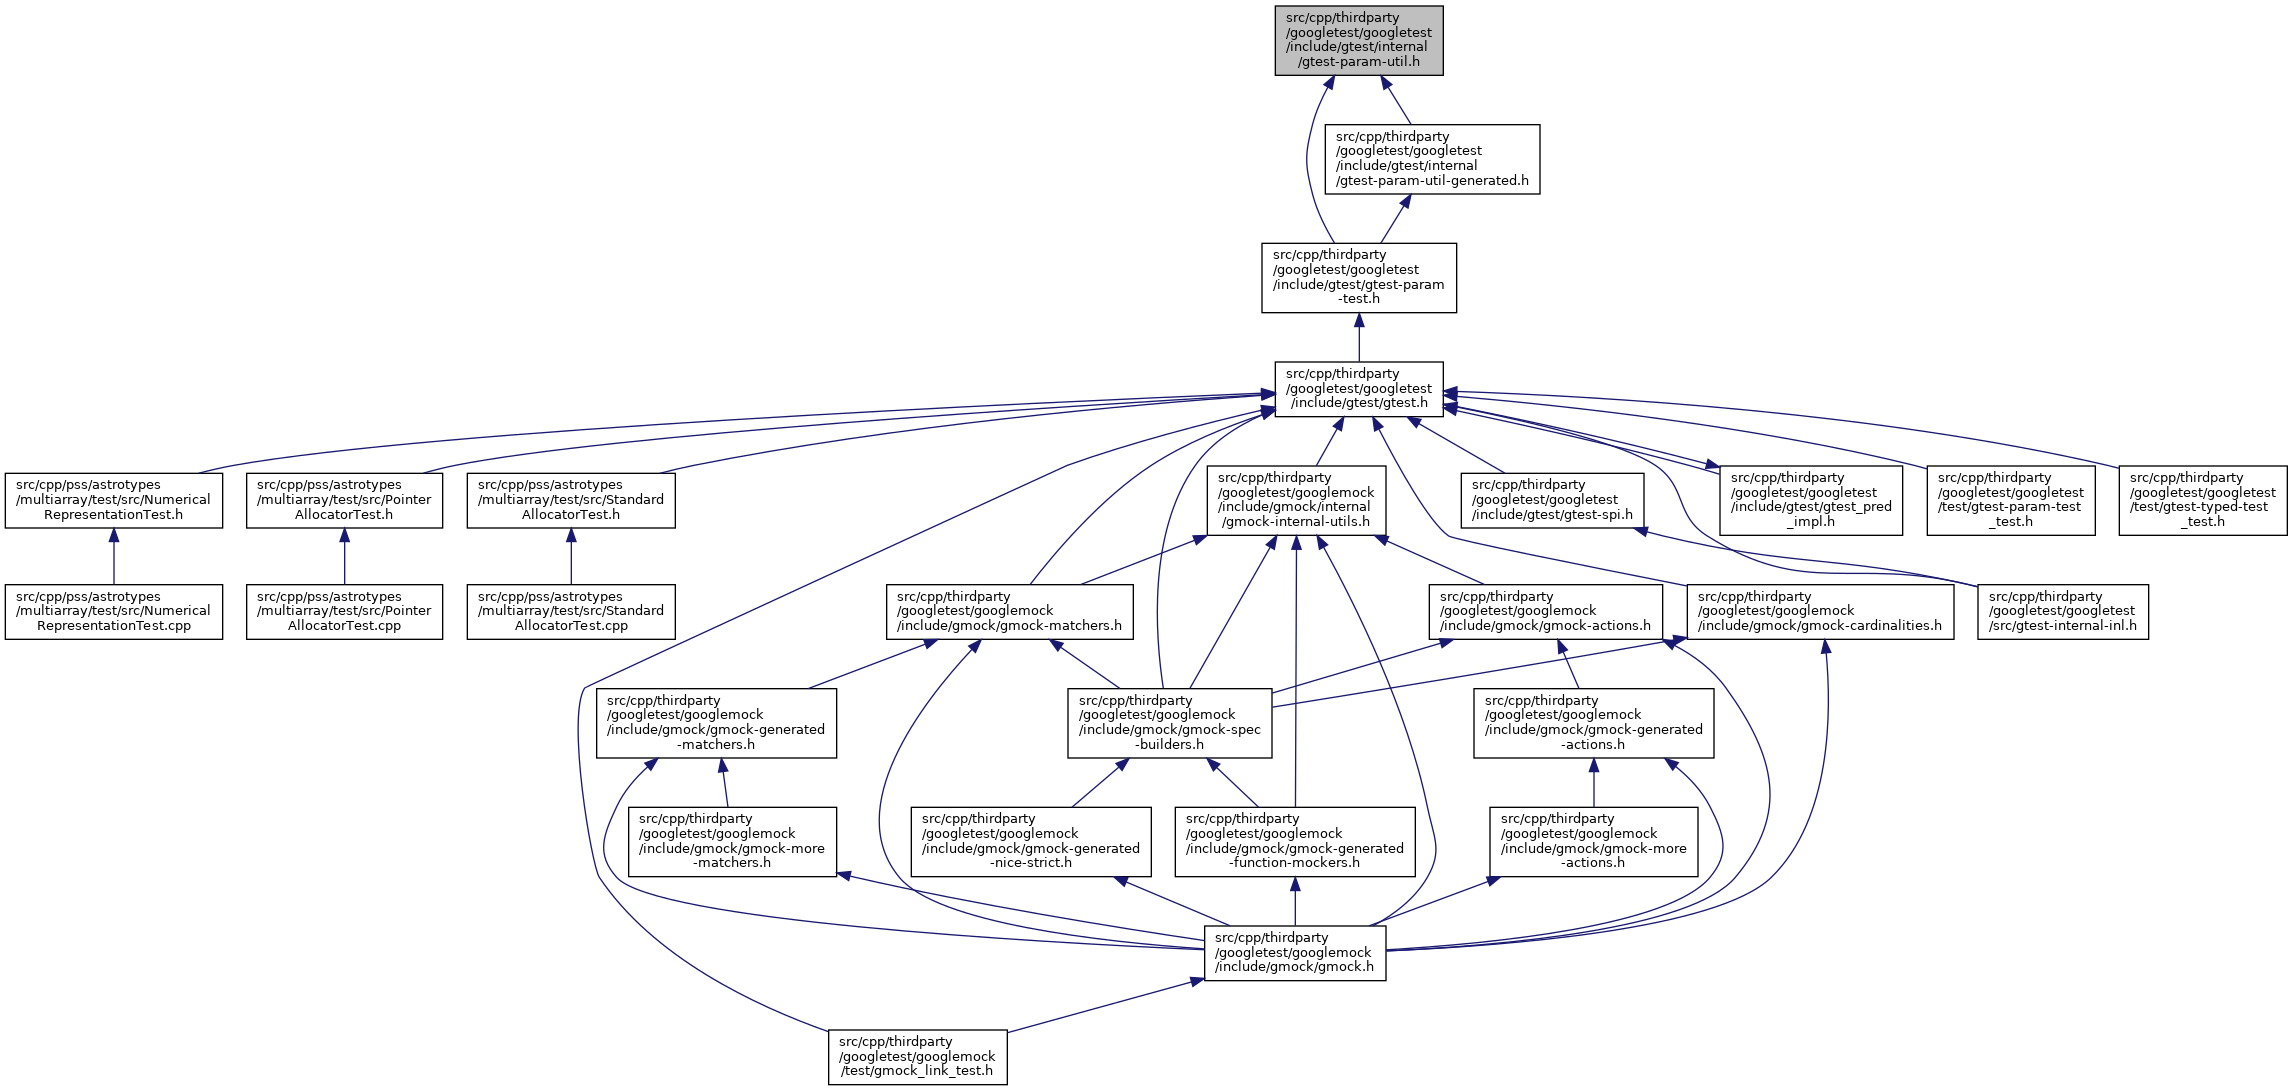 src/cpp/thirdparty
/googletest/googletest
/include/gtest/internal
/gtest-param-util.h
src/cpp/thirdparty
/googletest/googletest
/include/gtest/internal
/gtest-param-util-generated.h
src/cpp/thirdparty
/googletest/googletest
/include/gtest/gtest-param
-test.h
src/cpp/thirdparty
/googletest/googletest
/include/gtest/gtest.h
src/cpp/pss/astrotypes
/multiarray/test/src/Numerical
RepresentationTest.h
src/cpp/pss/astrotypes
/multiarray/test/src/Pointer
AllocatorTest.h
src/cpp/pss/astrotypes
/multiarray/test/src/Standard
AllocatorTest.h
src/cpp/thirdparty
/googletest/googlemock
/include/gmock/internal
/gmock-internal-utils.h
src/cpp/thirdparty
/googletest/googletest
/include/gtest/gtest-spi.h
src/cpp/thirdparty
/googletest/googletest
/include/gtest/gtest_pred
_impl.h
src/cpp/thirdparty
/googletest/googletest
/test/gtest-param-test
_test.h
src/cpp/thirdparty
/googletest/googletest
/test/gtest-typed-test
_test.h
src/cpp/pss/astrotypes
/multiarray/test/src/Numerical
RepresentationTest.cpp
src/cpp/pss/astrotypes
/multiarray/test/src/Pointer
AllocatorTest.cpp
src/cpp/pss/astrotypes
/multiarray/test/src/Standard
AllocatorTest.cpp
src/cpp/thirdparty
/googletest/googlemock
/include/gmock/gmock-matchers.h
src/cpp/thirdparty
/googletest/googlemock
/include/gmock/gmock-actions.h
src/cpp/thirdparty
/googletest/googlemock
/include/gmock/gmock-cardinalities.h
src/cpp/thirdparty
/googletest/googletest
/src/gtest-internal-inl.h
src/cpp/thirdparty
/googletest/googlemock
/include/gmock/gmock-generated
-matchers.h
src/cpp/thirdparty
/googletest/googlemock
/include/gmock/gmock-spec
-builders.h
src/cpp/thirdparty
/googletest/googlemock
/include/gmock/gmock-generated
-actions.h
src/cpp/thirdparty
/googletest/googlemock
/include/gmock/gmock-more
-matchers.h
src/cpp/thirdparty
/googletest/googlemock
/include/gmock/gmock-generated
-nice-strict.h
src/cpp/thirdparty
/googletest/googlemock
/include/gmock/gmock-generated
-function-mockers.h
src/cpp/thirdparty
/googletest/googlemock
/include/gmock/gmock-more
-actions.h
src/cpp/thirdparty
/googletest/googlemock
/include/gmock/gmock.h
src/cpp/thirdparty
/googletest/googlemock
/test/gmock_link_test.h